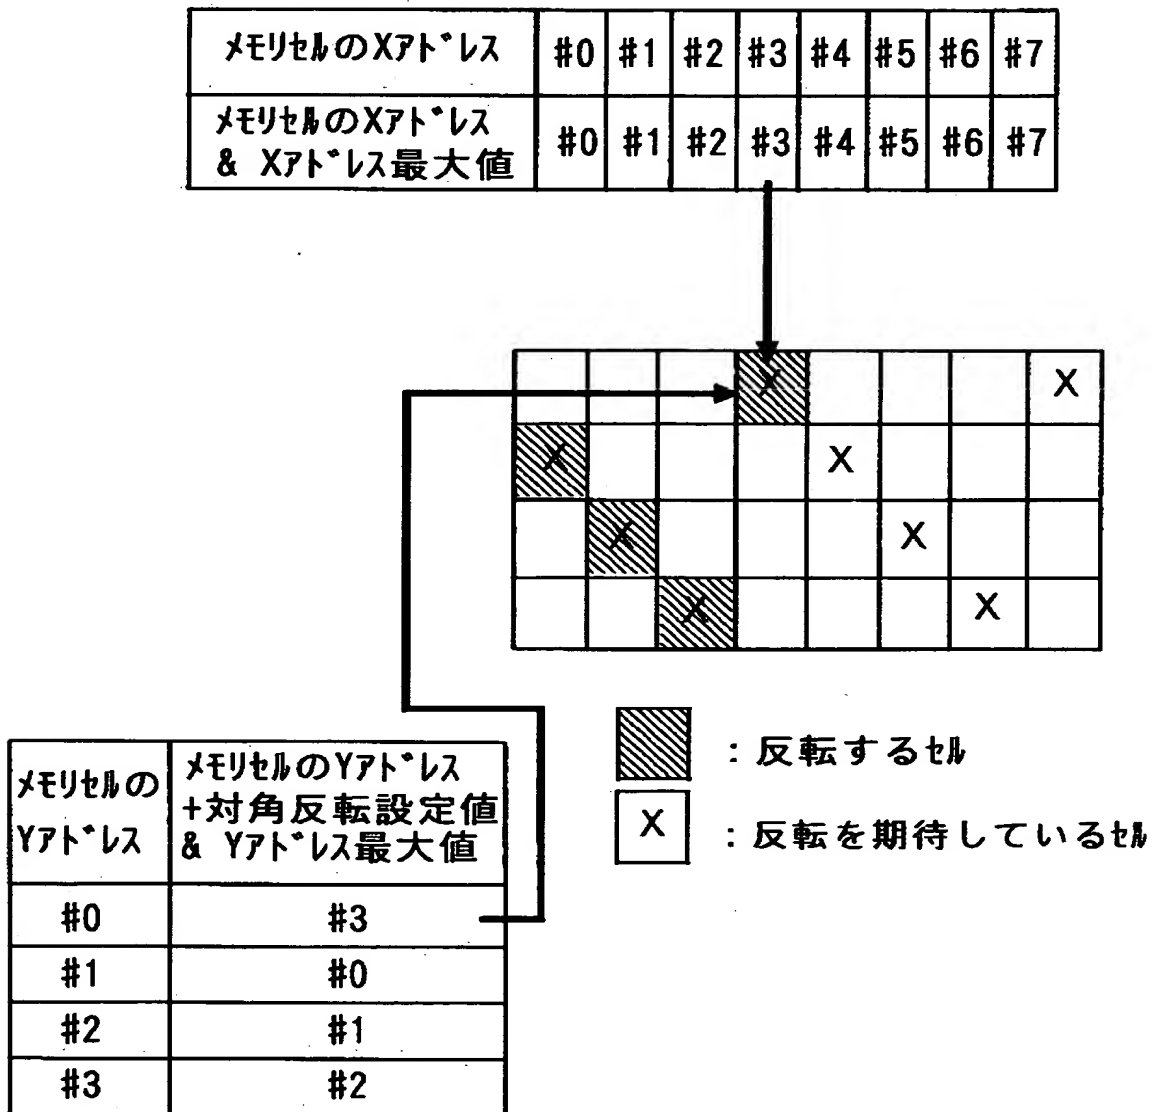 メモリセルのXアドレス #0 #1 #2 #3 #4 #5 #6 #7
メモリセルのXアドレス
& Xアドレス最大値 #0 #1 #2 #3 #4 #5 #6 #7
X X
X X
X X
X X
:反転するセル
X :反転を期待しているセル
メモリセルの
Yアドレス
メモリセルのYアドレス
+対角反転設定値
& Yアドレス最大値
#0 #3
#1 #0
#2 #1
#3 #2